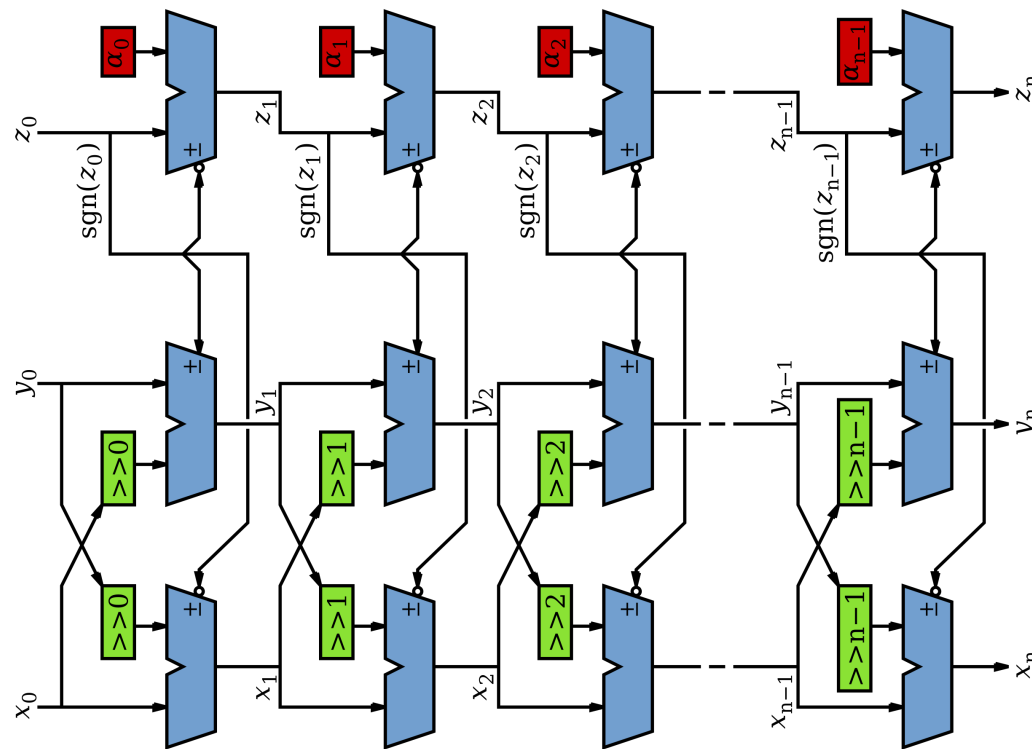 x₀
y₀
z₀
>>0
>>0
α₀
sgn(z₀)
±
±
±
x₁
y₁
z₁
>>1
>>1
α₁
sgn(z₁)
±
±
±
x₂
y₂
z₂
>>2
>>2
α₂
sgn(z₂)
±
±
±
xₙ₋₁
yₙ₋₁
zₙ₋₁
>>n−1
>>n−1
αₙ₋₁
sgn(zₙ₋₁)
±
±
±
xₙ
yₙ
zₙ